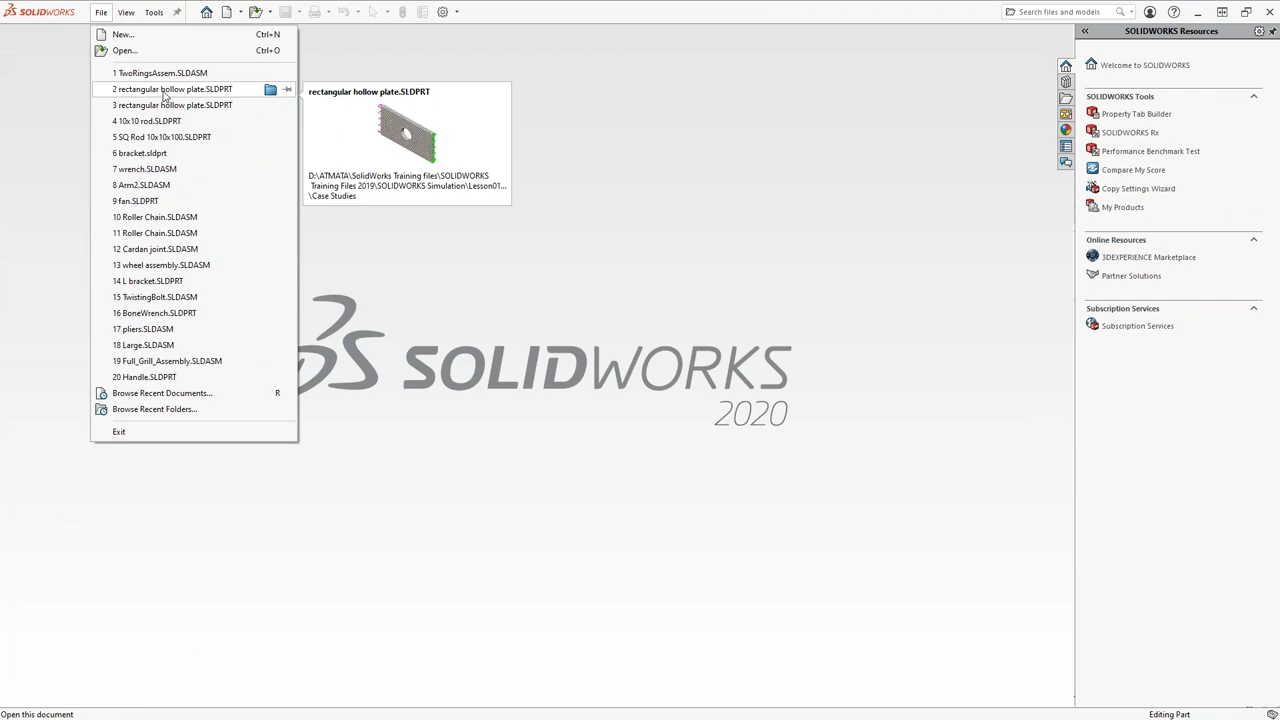 SOLIDWORKS
File
View
Tools
Search files and models
New...
Ctrl+N
Open...
Ctrl+O
1 TwoRingsAssem.SLDASM
2 rectangular hollow plate.SLDPRT
3 rectangular hollow plate.SLDPRT
4 10x10 rod.SLDPRT
5 SQ Rod 10x10x100.SLDPRT
6 bracket.sldprt
7 wrench.SLDASM
8 Arm2.SLDASM
9 fan.SLDPRT
10 Roller Chain.SLDASM
11 Roller Chain.SLDASM
12 Cardan joint.SLDASM
13 wheel assembly.SLDASM
14 L bracket.SLDPRT
15 TwistingBolt.SLDASM
16 BoneWrench.SLDPRT
17 pliers.SLDASM
18 Large.SLDASM
19 Full_Grill_Assembly.SLDASM
20 Handle.SLDPRT
Browse Recent Documents...
R
Browse Recent Folders...
Exit
rectangular hollow plate.SLDPRT
D:\ATMATA\SolidWorks Training files\SOLIDWORKS
Training Files 2019\SOLIDWORKS Simulation\Lesson01...
\Case Studies
SOLIDWORKS
2020
SOLIDWORKS Resources
Welcome to SOLIDWORKS
SOLIDWORKS Tools
Property Tab Builder
SOLIDWORKS Rx
Performance Benchmark Test
Compare My Score
Copy Settings Wizard
My Products
Online Resources
3DEXPERIENCE Marketplace
Partner Solutions
Subscription Services
Subscription Services
Open this document
Editing Part